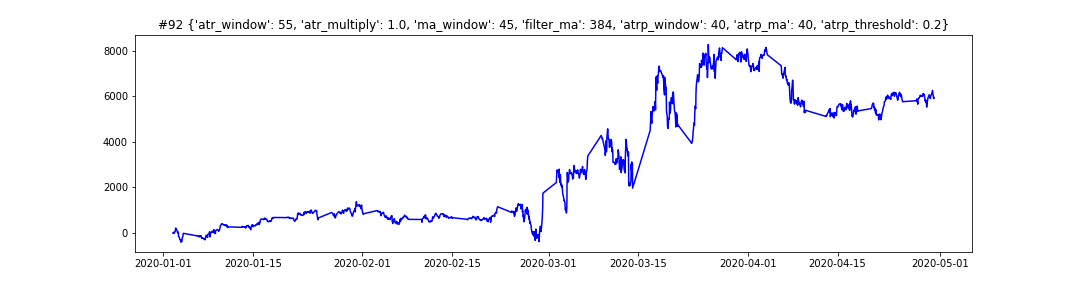 #92 {'atr_window': 55, 'atr_multiply': 1.0, 'ma_window': 45, 'filter_ma': 384, 'atrp_window': 40, 'atrp_ma': 40, 'atrp_threshold': 0.2}
8000
6000
4000
2000
0
2020-01-01 2020-01-15 2020-02-01 2020-02-15 2020-03-01 2020-03-15 2020-04-01 2020-04-15 2020-05-01